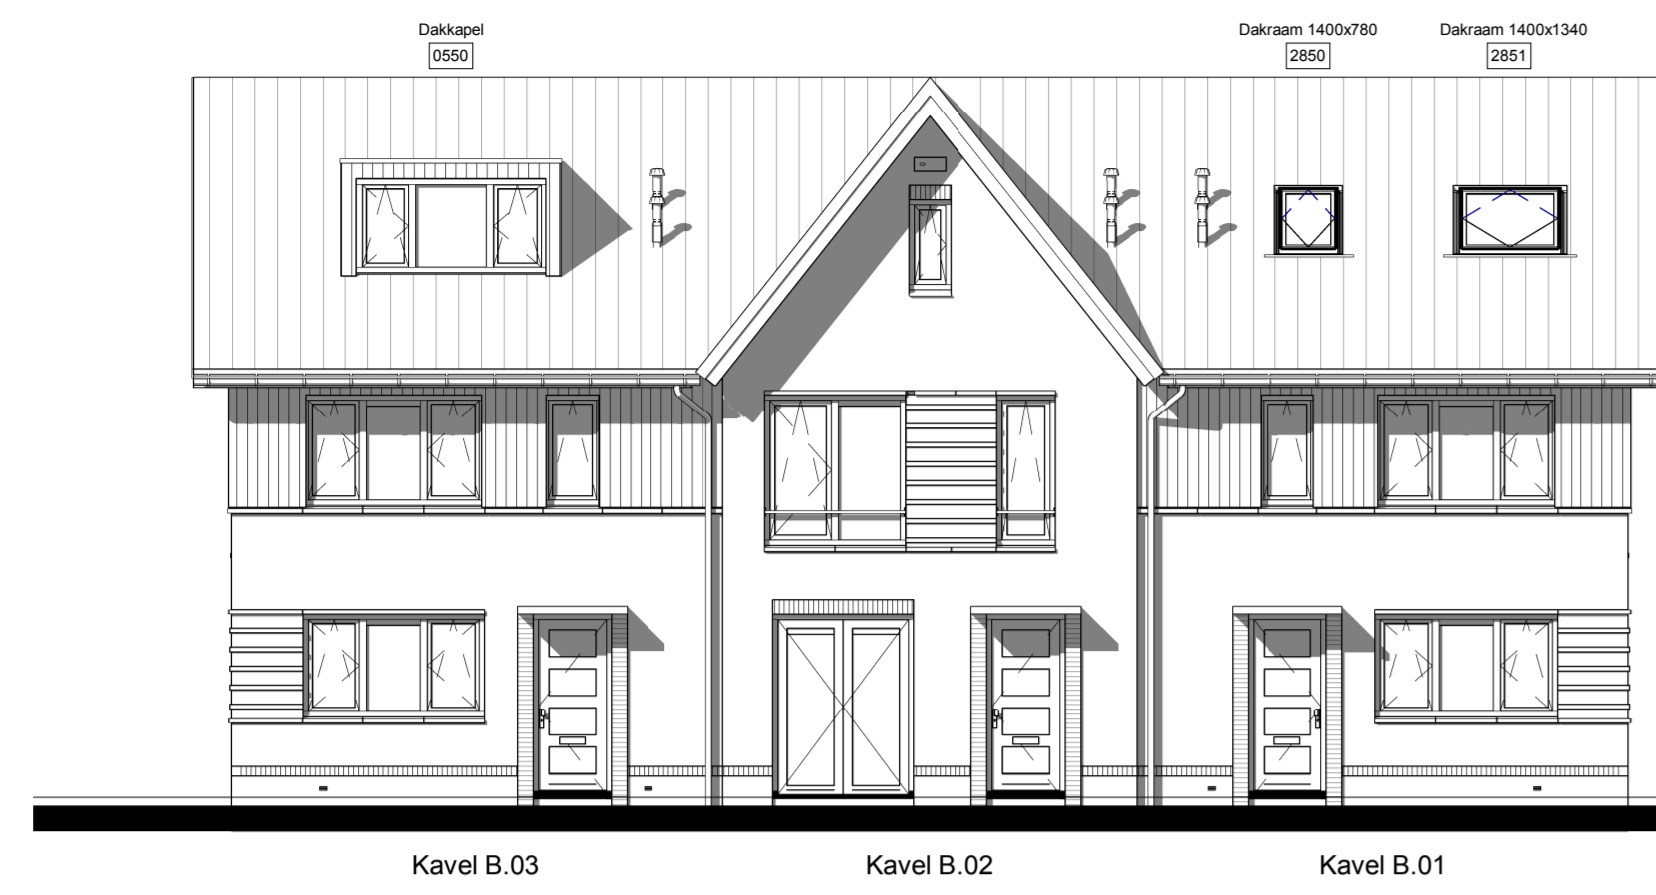 Dakkapel
0550
Dakraam 1400x780
2850
Dakraam 1400x1340
2851
Kavel B.03
Kavel B.02
Kavel B.01